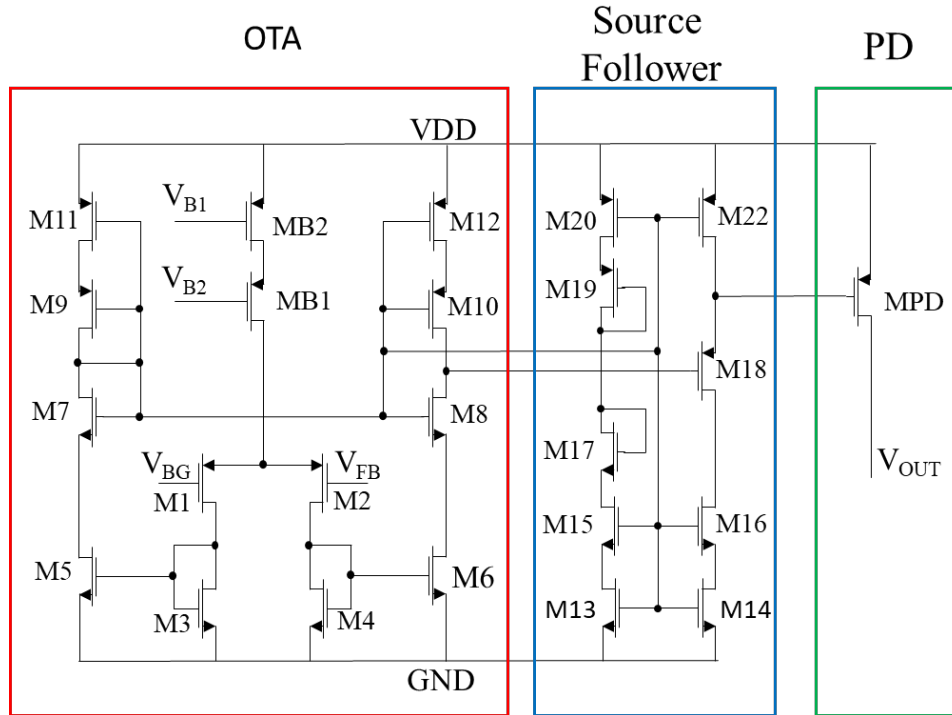 OTA
Source
Follower
PD
VDD
M11
VB1
MB2
M12
M20
M22
M9
VB2
MB1
M10
M19
MPD
M18
M7
M8
M17
VBG
VFB
VOUT
M1
M2
M15
M16
M5
M6
M3
M4
M13
M14
GND